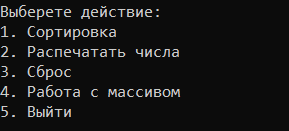 Выберете действие:
1. Сортировка
2. Распечатать числа
3. Сброс
4. Работа с массивом
5. Выйти